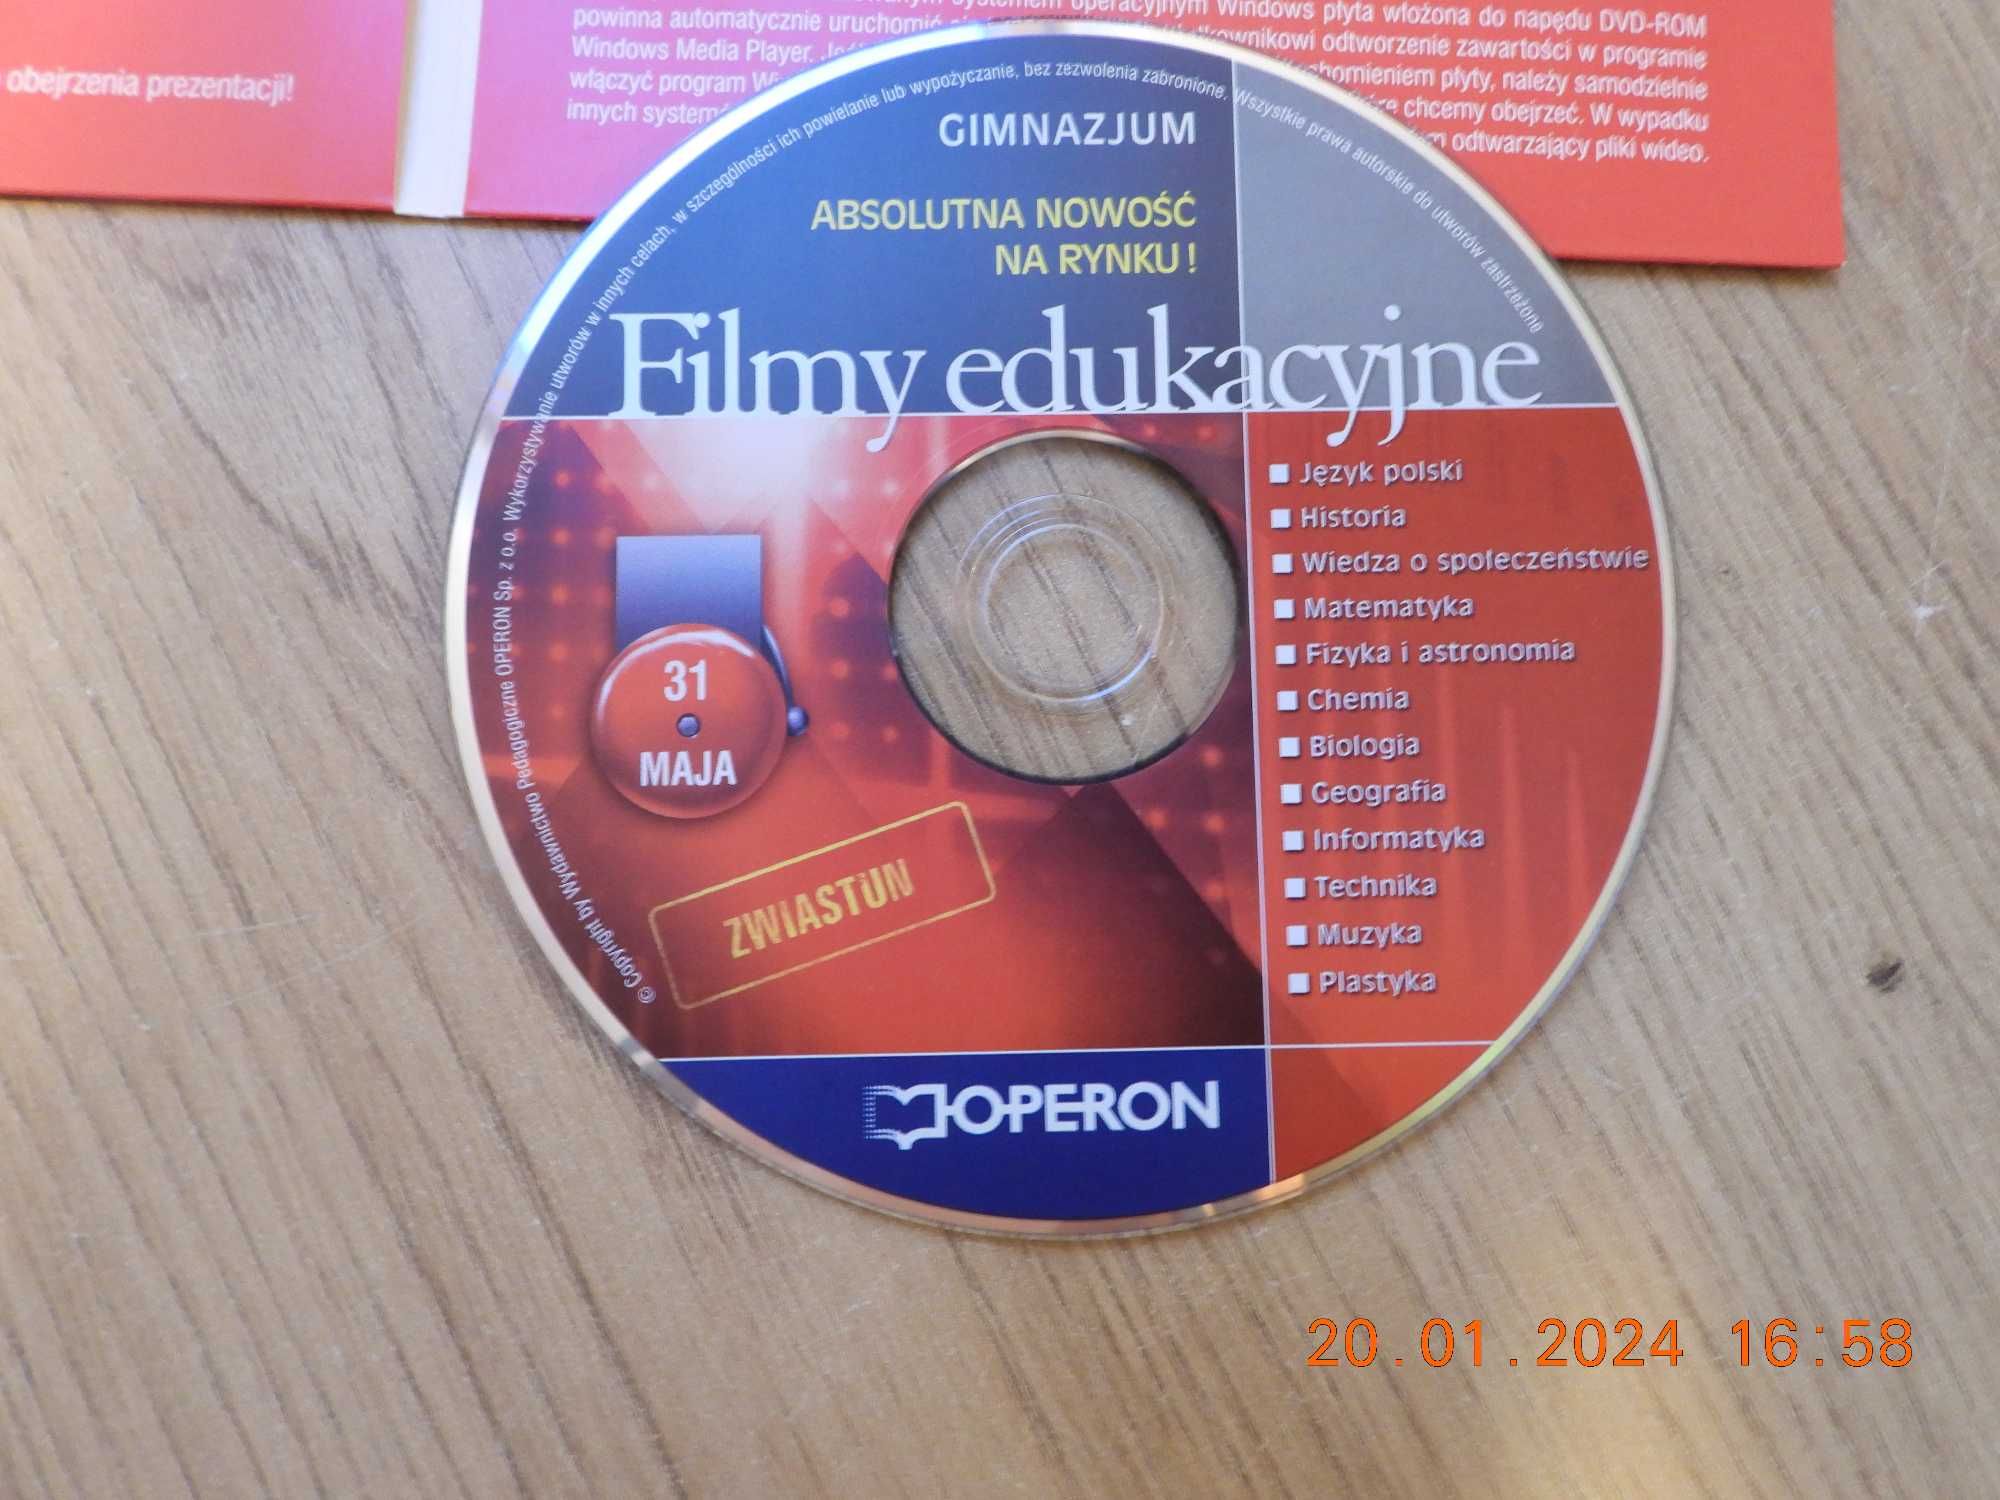 obejrzenia prezentacji!
systemem operacyjnym Windows płyta włożona do napędu DVD-ROM
powinna automatycznie uruchomić odtworzenie zawartości w programie
Windows Media Player. należy samodzielnie
włączyć program chcemy obejrzeć. W wypadku
innych odtwarzający pliki wideo.
© Copyright by Wydawnictwo Pedagogiczne OPERON Sp. z o.o. Wykorzystywanie utworów w innych celach, w szczególności ich powielanie lub wypożyczanie, bez zezwolenia zabronione. Wszystkie prawa autorskie do utworów zastrzeżone
GIMNAZJUM
ABSOLUTNA NOWOŚĆ
NA RYNKU!
Filmy edukacyjne
31
MAJA
ZWIASTUN
Język polski
Historia
Wiedza o społeczeństwie
Matematyka
Fizyka i astronomia
Chemia
Biologia
Geografia
Informatyka
Technika
Muzyka
Plastyka
OPERON
20.01.2024 16:58